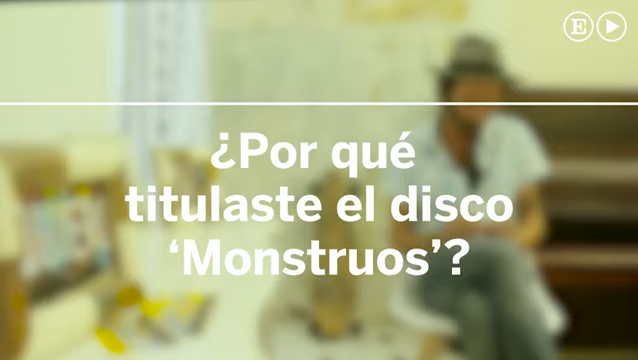 E
¿Por qué
titulaste el disco
‘Monstruos’?